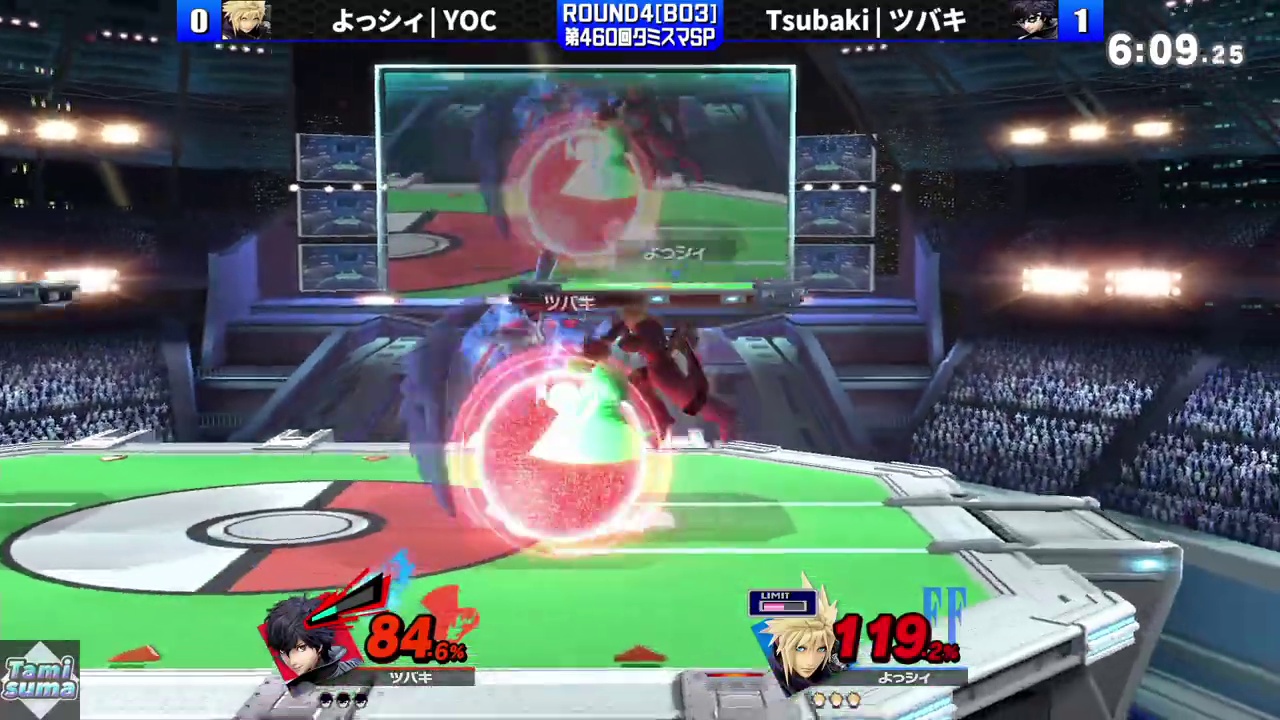 0
よっシィ | YOC
ROUND4[BO3]
第460回タミスマSP
Tsubaki | ツバキ
1
6:09.25
よっシィ
ツバキ
84.6%
ツバキ
LIMIT
119.2%
よっシィ
Tami
suma